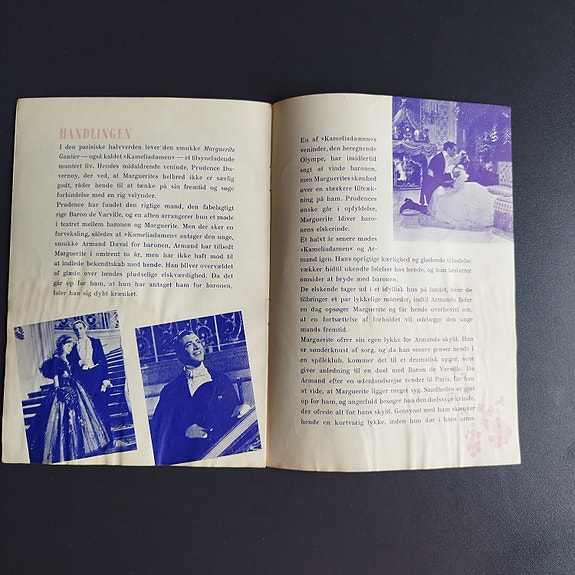 HANDLINGEN
I den parisiske halvverden lever den smukke Marguerite
Gautier — også kaldet »Kameliadamen« — et tilsyneladende
muntert liv. Hendes midaldrende veninde, Prudence Du-
vernoy, der ved, at Marguerites helbred ikke er særlig
godt, råder hende til at tænke på sin fremtid og søge
forbindelse med en rig velynder.
Prudence har fundet den rigtige mand, den fabelagtigt
rige Baron de Varville, og en aften arrangerer hun et møde
i teatret mellem baronen og Marguerite. Men der sker en
forveksling, således at »Kameliadamen« antager den unge,
smukke Armand Duval for baronen. Armand har tilbedt
Marguerite i omtrent to år, men har ikke haft mod til
at indlede bekendtskab med hende. Han bliver overvældet
af glæde over hendes pludselige elskværdighed. Da det
går op for ham, at hun har antaget ham for baronen,
føler han sig dybt krænket.
En af »Kameliadamens«
veninder, den beregnende
Olympe, har imidlertid
søgt at vinde baronen,
men Marguerites skønhed
øver en stærkere tiltræk-
ning på ham. Prudences
ønske går i opfyldelse,
Marguerite bliver baro-
nens elskerinde.
Et halvt år senere mødes
»Kameliadamen« og Ar-
mand igen. Hans oprigtige kærlighed og glødende tilbedelse
vækker hidtil ukendte følelser hos hende, og hun beslutter
omsider at bryde med baronen.
De elskende tager ud i et idyllisk hus på landet, hvor de
tilbringer et par lykkelige måneder, indtil Armands fader
en dag opsøger Marguerite og får hende overbevist om,
at en fortsættelse af forholdet vil ødelægge den unge
mands fremtid.
Marguerite ofrer sin egen lykke for Armands skyld. Han
er sønderknust af sorg, og da han senere genser hende i
en spilleklub, kommer det til et dramatisk opgør, som
giver anledning til en duel med Baron de Varville. Da
Armand efter en udenlandsrejse vender til Paris, får han
at vide, at Marguerite ligger meget syg. Sandheden er gået
op for ham, og angerfuld besøger han den dødssyge kvinde,
der ofrede alt for hans skyld. Gensynet med ham skænker
hende en kortvarig lykke, inden hun dør i hans arme.